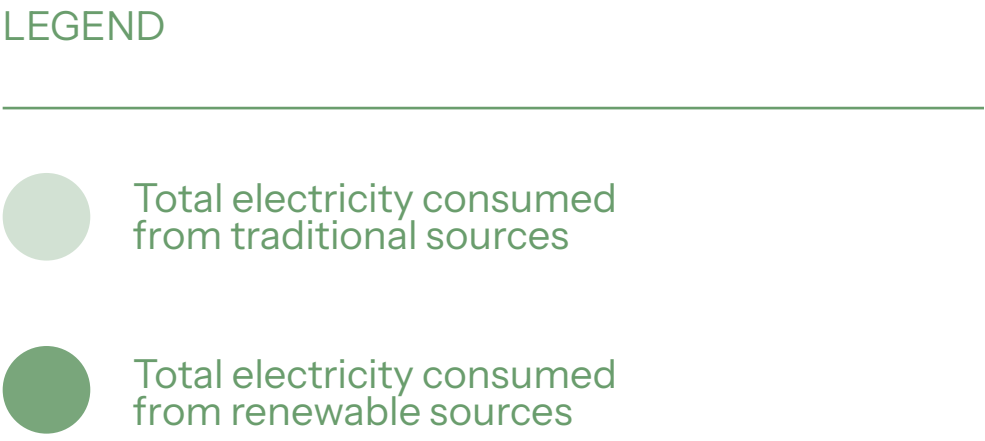 LEGEND
Total electricity consumed
from traditional sources
Total electricity consumed
from renewable sources